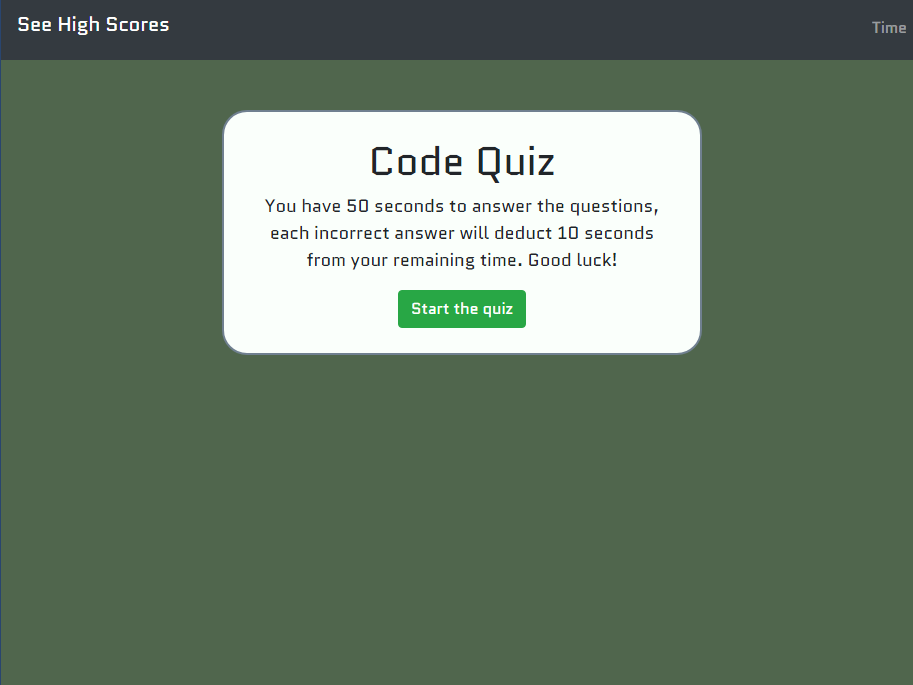 See High Scores
Time
Code Quiz
You have 50 seconds to answer the questions,
each incorrect answer will deduct 10 seconds
from your remaining time. Good luck!
Start the quiz